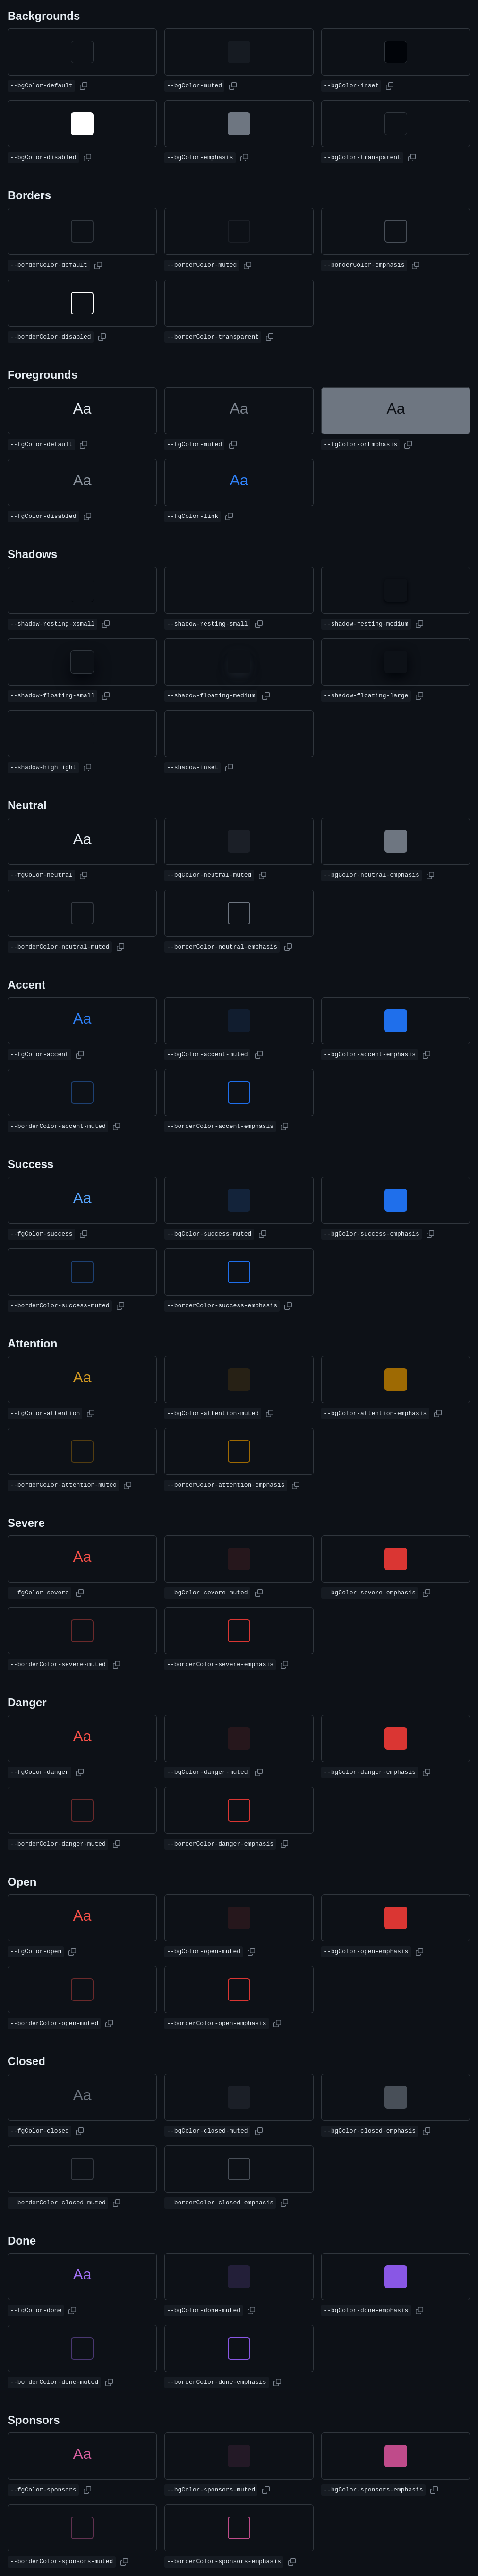 Backgrounds
--bgColor-default --bgColor-muted --bgColor-inset
--bgColor-disabled --bgColor-emphasis --bgColor-transparent
Borders
--borderColor-default --borderColor-muted --borderColor-emphasis
--borderColor-disabled --borderColor-transparent
Foregrounds
Aa Aa Aa
--fgColor-default --fgColor-muted --fgColor-onEmphasis
Aa Aa
--fgColor-disabled --fgColor-link
Shadows
--shadow-resting-xsmall --shadow-resting-small --shadow-resting-medium
--shadow-floating-small --shadow-floating-medium --shadow-floating-large
--shadow-highlight --shadow-inset
Neutral
Aa
--fgColor-neutral --bgColor-neutral-muted --bgColor-neutral-emphasis
--borderColor-neutral-muted --borderColor-neutral-emphasis
Accent
Aa
--fgColor-accent --bgColor-accent-muted --bgColor-accent-emphasis
--borderColor-accent-muted --borderColor-accent-emphasis
Success
Aa
--fgColor-success --bgColor-success-muted --bgColor-success-emphasis
--borderColor-success-muted --borderColor-success-emphasis
Attention
Aa
--fgColor-attention --bgColor-attention-muted --bgColor-attention-emphasis
--borderColor-attention-muted --borderColor-attention-emphasis
Severe
Aa
--fgColor-severe --bgColor-severe-muted --bgColor-severe-emphasis
--borderColor-severe-muted --borderColor-severe-emphasis
Danger
Aa
--fgColor-danger --bgColor-danger-muted --bgColor-danger-emphasis
--borderColor-danger-muted --borderColor-danger-emphasis
Open
Aa
--fgColor-open --bgColor-open-muted --bgColor-open-emphasis
--borderColor-open-muted --borderColor-open-emphasis
Closed
Aa
--fgColor-closed --bgColor-closed-muted --bgColor-closed-emphasis
--borderColor-closed-muted --borderColor-closed-emphasis
Done
Aa
--fgColor-done --bgColor-done-muted --bgColor-done-emphasis
--borderColor-done-muted --borderColor-done-emphasis
Sponsors
Aa
--fgColor-sponsors --bgColor-sponsors-muted --bgColor-sponsors-emphasis
--borderColor-sponsors-muted --borderColor-sponsors-emphasis